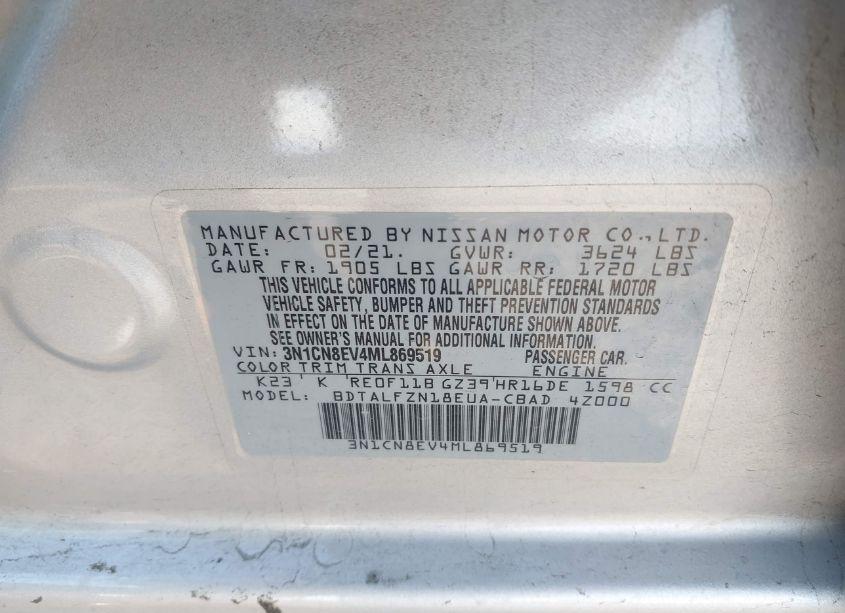 MANUFACTURED BY NISSAN MOTOR CO.,LTD.
DATE: 02/21. GVWR: 3624 LBS
GAWR FR: 1905 LBS GAWR RR: 1720 LBS
THIS VEHICLE CONFORMS TO ALL APPLICABLE FEDERAL MOTOR
VEHICLE SAFETY, BUMPER AND THEFT PREVENTION STANDARDS
IN EFFECT ON THE DATE OF MANUFACTURE SHOWN ABOVE.
SEE OWNER'S MANUAL FOR ADDITIONAL INFORMATION.
VIN: 3N1CN8EV4ML869519 PASSENGER CAR.
COLOR TRIM TRANS AXLE ENGINE
K23 K RE0F11B GZ39 HR16DE 1598 CC
MODEL: BDTALFZN18EUA-CBAD 4Z000
3N1CN8EV4ML869519